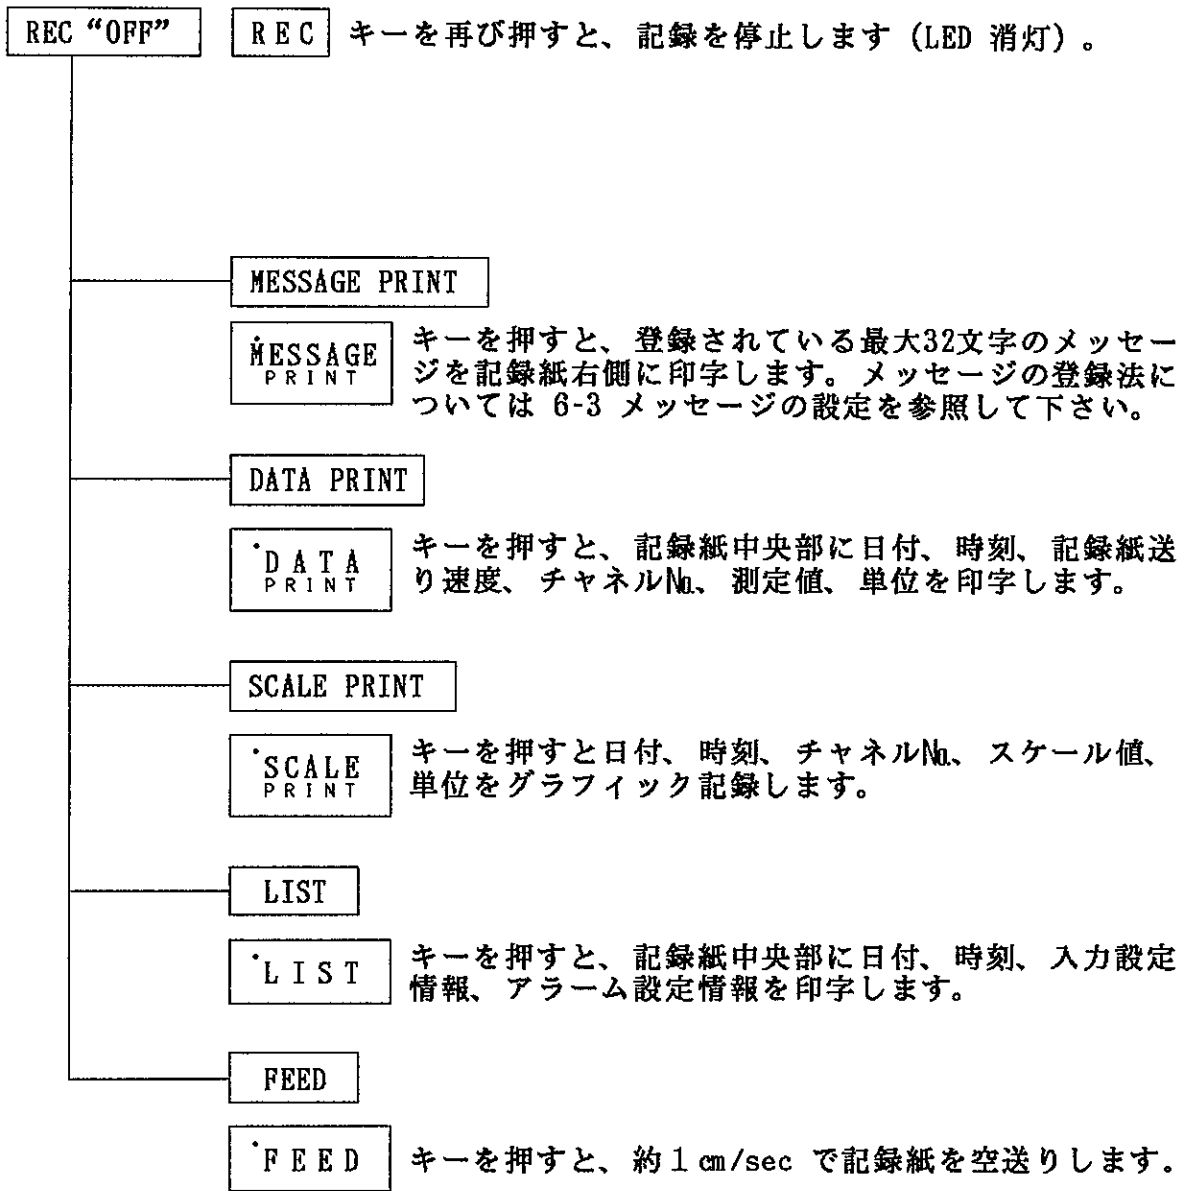 REC “OFF” REC キーを再び押すと、記録を停止します (LED 消灯) 。
MESSAGE PRINT
MESSAGE
PRINT
キーを押すと、登録されている最大32文字のメッセー
ジを記録紙右側に印字します。メッセージの登録法に
ついては 6-3 メッセージの設定を参照して下さい。
DATA PRINT
DATA
PRINT
キーを押すと、記録紙中央部に日付、時刻、記録紙送
り速度、チャネル№、測定値、単位を印字します。
SCALE PRINT
SCALE
PRINT
キーを押すと日付、時刻、チャネル№、スケール値、
単位をグラフィック記録します。
LIST
LIST
キーを押すと、記録紙中央部に日付、時刻、入力設定
情報、アラーム設定情報を印字します。
FEED
FEED キーを押すと、約1㎝/sec で記録紙を空送りします。